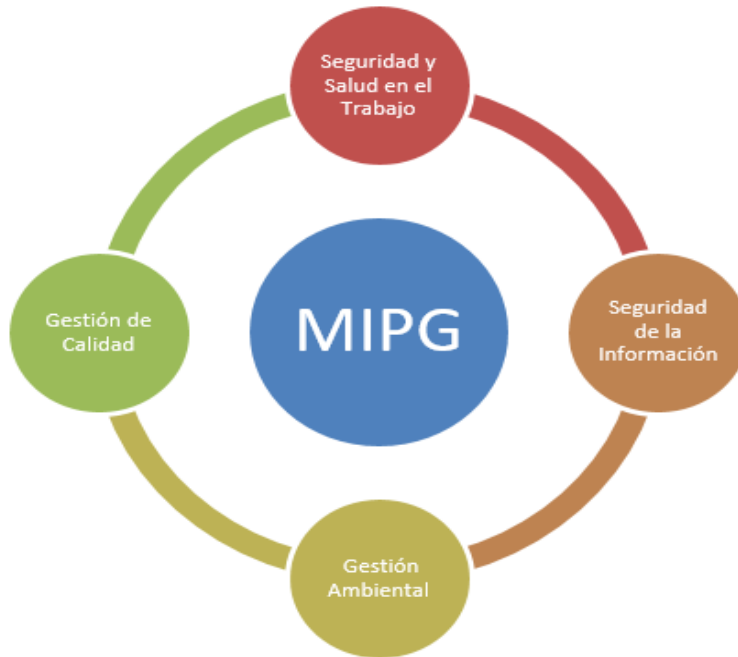 Seguridad y
Salud en el
Trabajo
Gestión de
Calidad
MIPG
Seguridad
de la
Información
Gestión
Ambiental